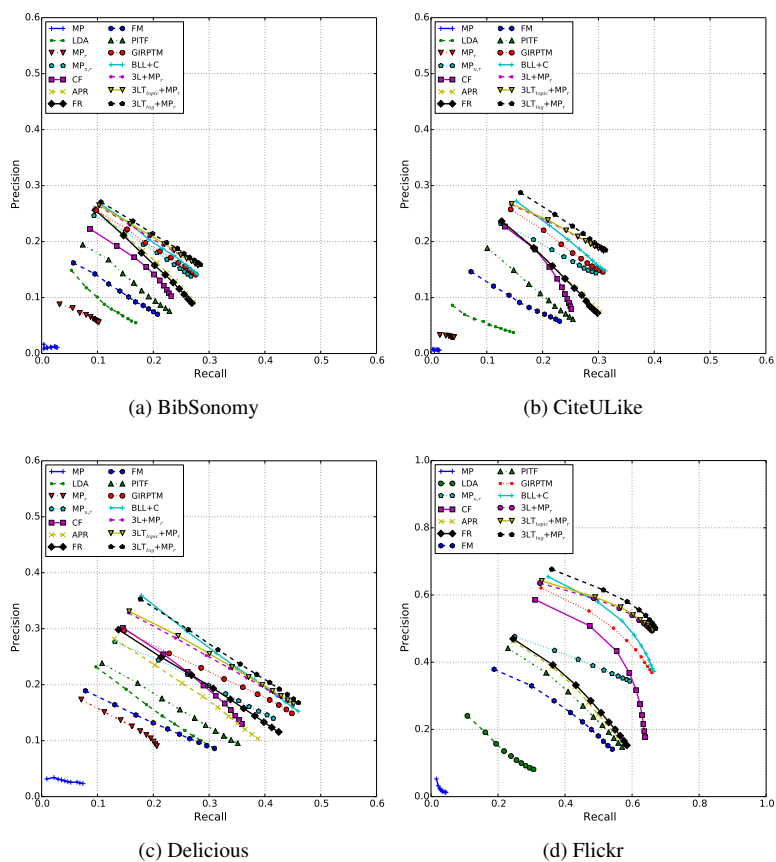 0.6
0.5
0.4
0.3
0.2
0.1
0.0
Precision
0.0 0.1 0.2 0.3 0.4 0.5 0.6
Recall
MP FM
LDA PITF
MPr GIRPTM
MPu,r BLL+C
CF 3L+MPr
APR 3LTtopic+MPr
FR 3LTtag+MPr
(a) BibSonomy
0.6
0.5
0.4
0.3
0.2
0.1
0.0
Precision
0.0 0.1 0.2 0.3 0.4 0.5 0.6
Recall
MP FM
LDA PITF
MPr GIRPTM
MPu,r BLL+C
CF 3L+MPr
APR 3LTtopic+MPr
FR 3LTtag+MPr
(b) CiteULike
0.6
0.5
0.4
0.3
0.2
0.1
0.0
Precision
0.0 0.1 0.2 0.3 0.4 0.5 0.6
Recall
MP FM
LDA PITF
MPr GIRPTM
MPu,r BLL+C
CF 3L+MPr
APR 3LTtopic+MPr
FR 3LTtag+MPr
(c) Delicious
1.0
0.8
0.6
0.4
0.2
0.0
Precision
0.0 0.2 0.4 0.6 0.8 1.0
Recall
MP PITF
LDA GIRPTM
MPu,r BLL+C
CF 3L+MPr
APR 3LTtopic+MPr
FR 3LTtag+MPr
FM
(d) Flickr